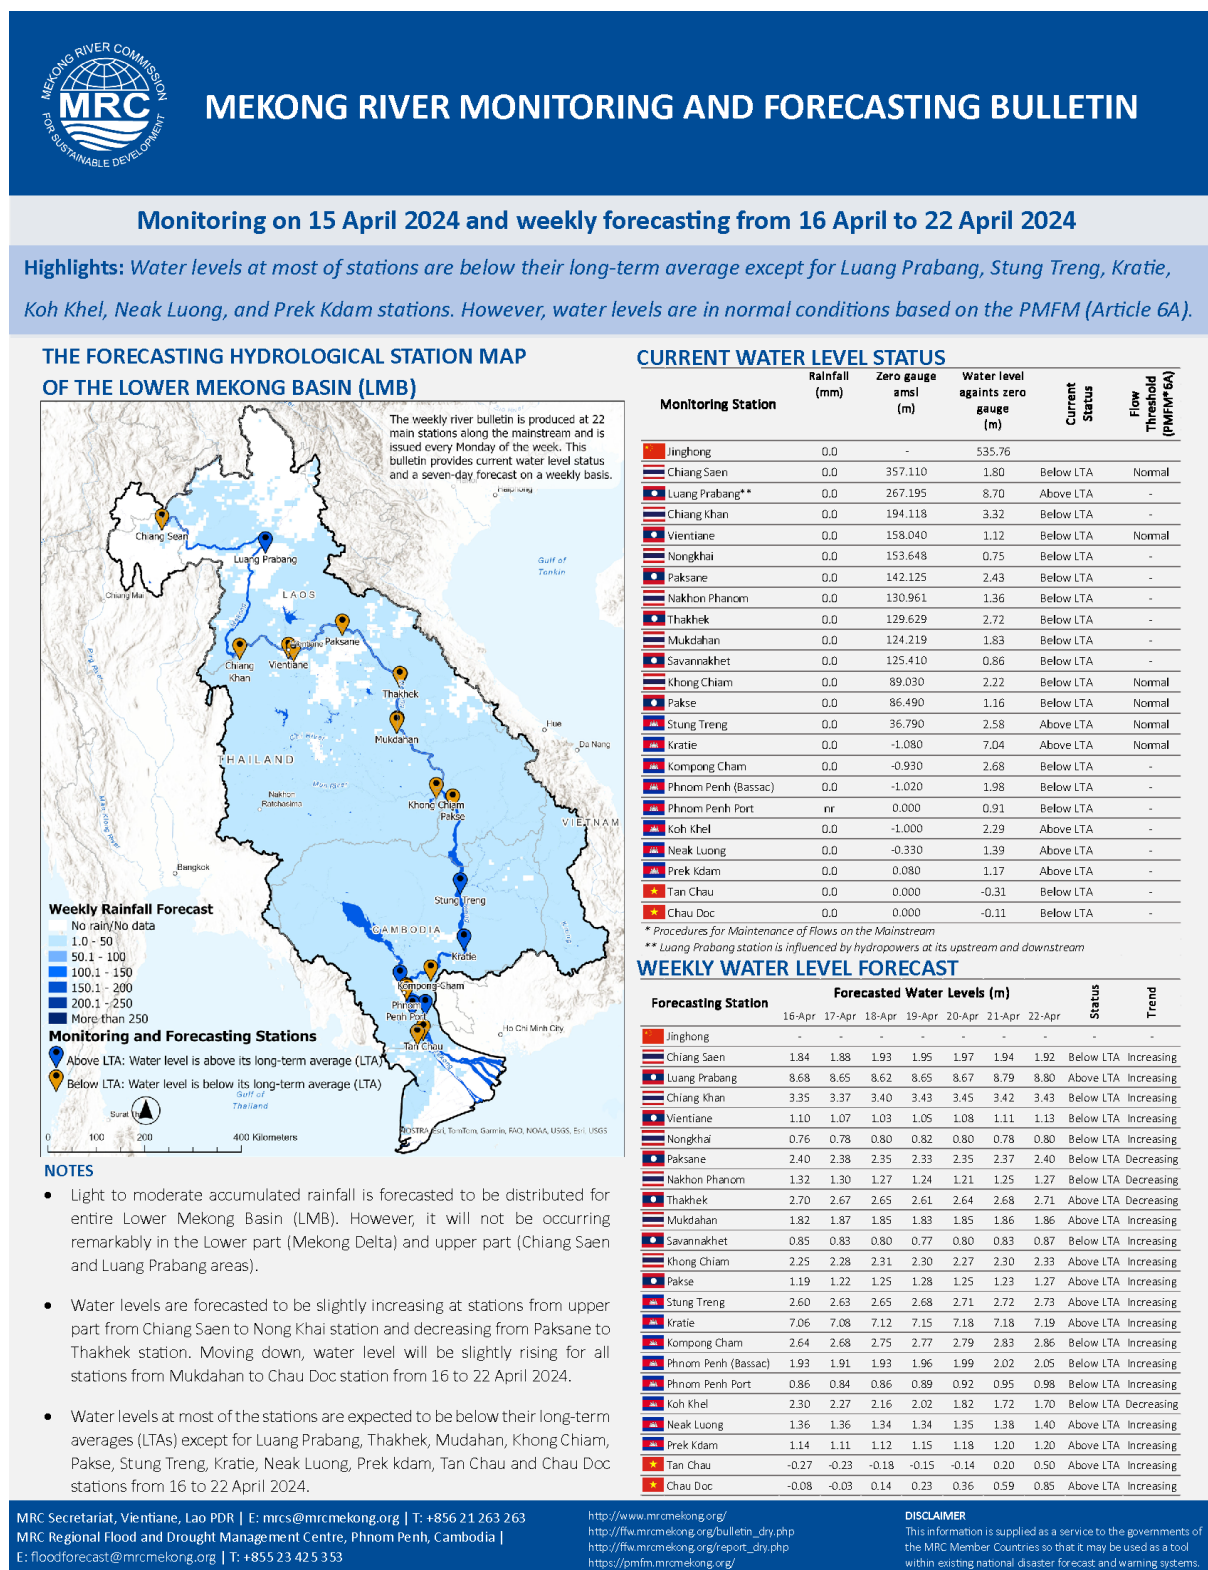 MEKONG RIVER COMMISSION
MRC
FOR SUSTAINABLE DEVELOPMENT
MEKONG RIVER MONITORING AND FORECASTING BULLETIN
Monitoring on 15 April 2024 and weekly forecasting from 16 April to 22 April 2024
Highlights: Water levels at most of stations are below their long-term average except for Luang Prabang, Stung Treng, Kratie,
Koh Khel, Neak Luong, and Prek Kdam stations. However, water levels are in normal conditions based on the PMFM (Article 6A).
THE FORECASTING HYDROLOGICAL STATION MAP
OF THE LOWER MEKONG BASIN (LMB)
The weekly river bulletin is produced at 22
main stations along the mainstream and is
issued every Monday of the week. This
bulletin provides current water level status
and a seven-day forecast on a weekly basis.
Haiphong
Chiang Saen
Luang Prabang
Gulf of
Tonkin
Chiang Mai
LAOS
Paksane
Chiang
Khan
Vientiane
Thakhek
Mukdahan
Hue
Da Nang
THAILAND
Chi River
Mun River
Nakhon
Ratchasima
Khong Chiam
Pakse
VIETNAM
Bangkok
Stung Treng
CAMBODIA
Kratie
Kompong-Cham
Phnom
Penh Port
Ho Chi Minh City
Tan Chau
Weekly Rainfall Forecast
No rain/No data
1.0 - 50
50.1 - 100
100.1 - 150
150.1 - 200
200.1 - 250
More than 250
Monitoring and Forecasting Stations
Above LTA: Water level is above its long-term average (LTA)
Below LTA: Water level is below its long-term average (LTA)
Gulf of
Thailand
Surat Th
0 100 200 400 Kilometers
NOSTRA, Esri, TomTom, Garmin, FAO, NOAA, USGS, Esri, USGS
NOTES
• Light to moderate accumulated rainfall is forecasted to be distributed for
entire Lower Mekong Basin (LMB). However, it will not be occurring
remarkably in the Lower part (Mekong Delta) and upper part (Chiang Saen
and Luang Prabang areas).
• Water levels are forecasted to be slightly increasing at stations from upper
part from Chiang Saen to Nong Khai station and decreasing from Paksane to
Thakhek station. Moving down, water level will be slightly rising for all
stations from Mukdahan to Chau Doc station from 16 to 22 April 2024.
• Water levels at most of the stations are expected to be below their long-term
averages (LTAs) except for Luang Prabang, Thakhek, Mudahan, Khong Chiam,
Pakse, Stung Treng, Kratie, Neak Luong, Prek kdam, Tan Chau and Chau Doc
stations from 16 to 22 April 2024.
CURRENT WATER LEVEL STATUS
Monitoring Station Rainfall (mm) Zero gauge amsl (m) Water level againts zero gauge (m) Current Status Flow Threshold (PMFM*6A)
Jinghong 0.0 - 535.76
Chiang Saen 0.0 357.110 1.80 Below LTA Normal
Luang Prabang** 0.0 267.195 8.70 Above LTA -
Chiang Khan 0.0 194.118 3.32 Below LTA -
Vientiane 0.0 158.040 1.12 Below LTA Normal
Nongkhai 0.0 153.648 0.75 Below LTA -
Paksane 0.0 142.125 2.43 Below LTA -
Nakhon Phanom 0.0 130.961 1.36 Below LTA -
Thakhek 0.0 129.629 2.72 Below LTA -
Mukdahan 0.0 124.219 1.83 Below LTA -
Savannakhet 0.0 125.410 0.86 Below LTA -
Khong Chiam 0.0 89.030 2.22 Below LTA Normal
Pakse 0.0 86.490 1.16 Below LTA Normal
Stung Treng 0.0 36.790 2.58 Above LTA Normal
Kratie 0.0 -1.080 7.04 Above LTA Normal
Kompong Cham 0.0 -0.930 2.68 Below LTA -
Phnom Penh (Bassac) 0.0 -1.020 1.98 Below LTA -
Phnom Penh Port nr 0.000 0.91 Below LTA -
Koh Khel 0.0 -1.000 2.29 Above LTA -
Neak Luong 0.0 -0.330 1.39 Above LTA -
Prek Kdam 0.0 0.080 1.17 Above LTA -
Tan Chau 0.0 0.000 -0.31 Below LTA -
Chau Doc 0.0 0.000 -0.11 Below LTA -
* Procedures for Maintenance of Flows on the Mainstream
** Luang Prabang station is influenced by hydropowers at its upstream and downstream
WEEKLY WATER LEVEL FORECAST
Forecasting Station Forecasted Water Levels (m) Status Trend
16-Apr 17-Apr 18-Apr 19-Apr 20-Apr 21-Apr 22-Apr
Jinghong - - - - - - - - -
Chiang Saen 1.84 1.88 1.93 1.95 1.97 1.94 1.92 Below LTA Increasing
Luang Prabang 8.68 8.65 8.62 8.65 8.67 8.79 8.80 Above LTA Increasing
Chiang Khan 3.35 3.37 3.40 3.43 3.45 3.42 3.43 Below LTA Increasing
Vientiane 1.10 1.07 1.03 1.05 1.08 1.11 1.13 Below LTA Increasing
Nongkhai 0.76 0.78 0.80 0.82 0.80 0.78 0.80 Below LTA Increasing
Paksane 2.40 2.38 2.35 2.33 2.35 2.37 2.40 Below LTA Decreasing
Nakhon Phanom 1.32 1.30 1.27 1.24 1.21 1.25 1.27 Below LTA Decreasing
Thakhek 2.70 2.67 2.65 2.61 2.64 2.68 2.71 Above LTA Decreasing
Mukdahan 1.82 1.87 1.85 1.83 1.85 1.86 1.86 Above LTA Increasing
Savannakhet 0.85 0.83 0.80 0.77 0.80 0.83 0.87 Below LTA Increasing
Khong Chiam 2.25 2.28 2.31 2.30 2.27 2.30 2.33 Above LTA Increasing
Pakse 1.19 1.22 1.25 1.28 1.25 1.23 1.27 Above LTA Increasing
Stung Treng 2.60 2.63 2.65 2.68 2.71 2.72 2.73 Above LTA Increasing
Kratie 7.06 7.08 7.12 7.15 7.18 7.18 7.19 Above LTA Increasing
Kompong Cham 2.64 2.68 2.75 2.77 2.79 2.83 2.86 Below LTA Increasing
Phnom Penh (Bassac) 1.93 1.91 1.93 1.96 1.99 2.02 2.05 Below LTA Increasing
Phnom Penh Port 0.86 0.84 0.86 0.89 0.92 0.95 0.98 Below LTA Increasing
Koh Khel 2.30 2.27 2.16 2.02 1.82 1.72 1.70 Below LTA Decreasing
Neak Luong 1.36 1.36 1.34 1.34 1.35 1.38 1.40 Above LTA Increasing
Prek Kdam 1.14 1.11 1.12 1.15 1.18 1.20 1.20 Above LTA Increasing
Tan Chau -0.27 -0.23 -0.18 -0.15 -0.14 0.20 0.50 Above LTA Increasing
Chau Doc -0.08 -0.03 0.14 0.23 0.36 0.59 0.85 Above LTA Increasing
MRC Secretariat, Vientiane, Lao PDR | E: mrcs@mrcmekong.org | T: +856 21 263 263
MRC Regional Flood and Drought Management Centre, Phnom Penh, Cambodia |
E: floodforecast@mrcmekong.org | T: +855 23 425 353
http://www.mrcmekong.org/
http://ffw.mrcmekong.org/bulletin_dry.php
http://ffw.mrcmekong.org/report_dry.php
https://pmfm.mrcmekong.org/
DISCLAIMER
This information is supplied as a service to the governments of
the MRC Member Countries so that it may be used as a tool
within existing national disaster forecast and warning systems.